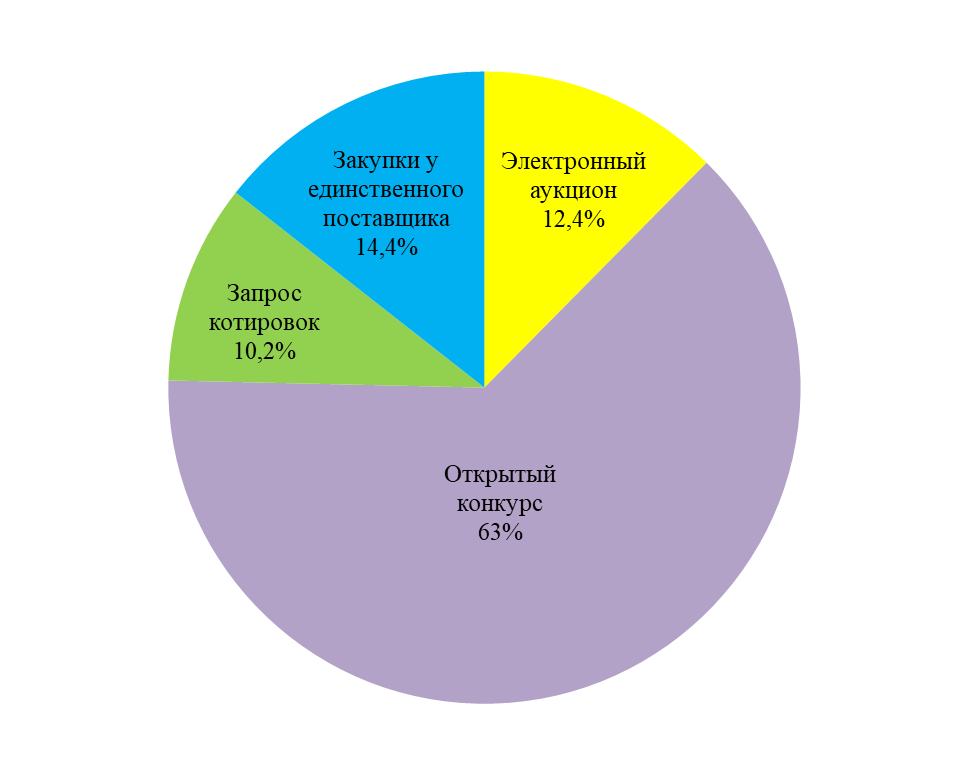 Закупки у
единственного
поставщика
14,4%
Электронный
аукцион
12,4%
Запрос
котировок
10,2%
Открытый
конкурс
63%